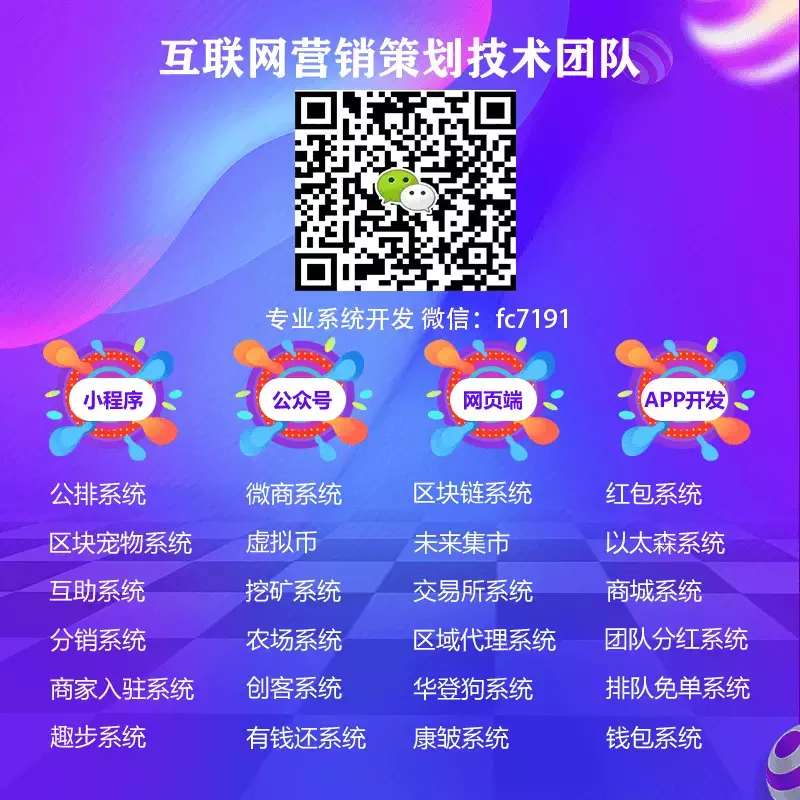 互联网营销策划技术团队
专业系统开发 微信：fc7191
小程序 公众号 网页端 APP开发
公排系统 微商系统 区块链系统 红包系统
区块宠物系统 虚拟币 未来集市 以太森系统
互助系统 挖矿系统 交易所系统 商城系统
分销系统 农场系统 区域代理系统 团队分红系统
商家入驻系统 创客系统 华登狗系统 排队免单系统
趣步系统 有钱还系统 康皱系统 钱包系统